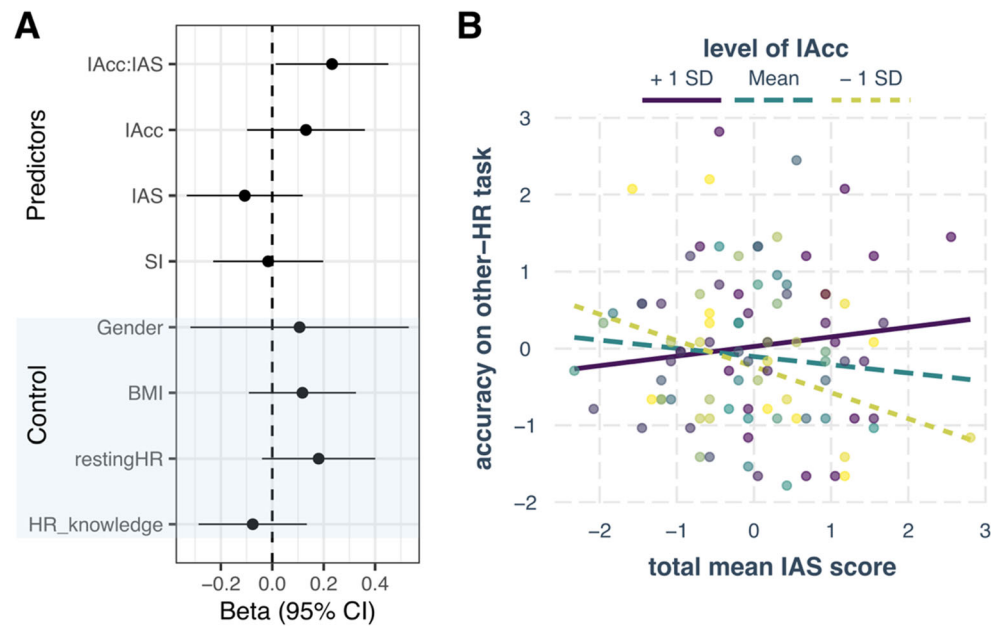 A
Predictors
Control
IAcc:IAS
IAcc
IAS
SI
Gender
BMI
restingHR
HR_knowledge
−0.2 0.0 0.2 0.4
Beta (95% CI)
B
level of IAcc
+ 1 SD Mean − 1 SD
accuracy on other−HR task
3
2
1
0
−1
−2
−2 −1 0 1 2 3
total mean IAS score